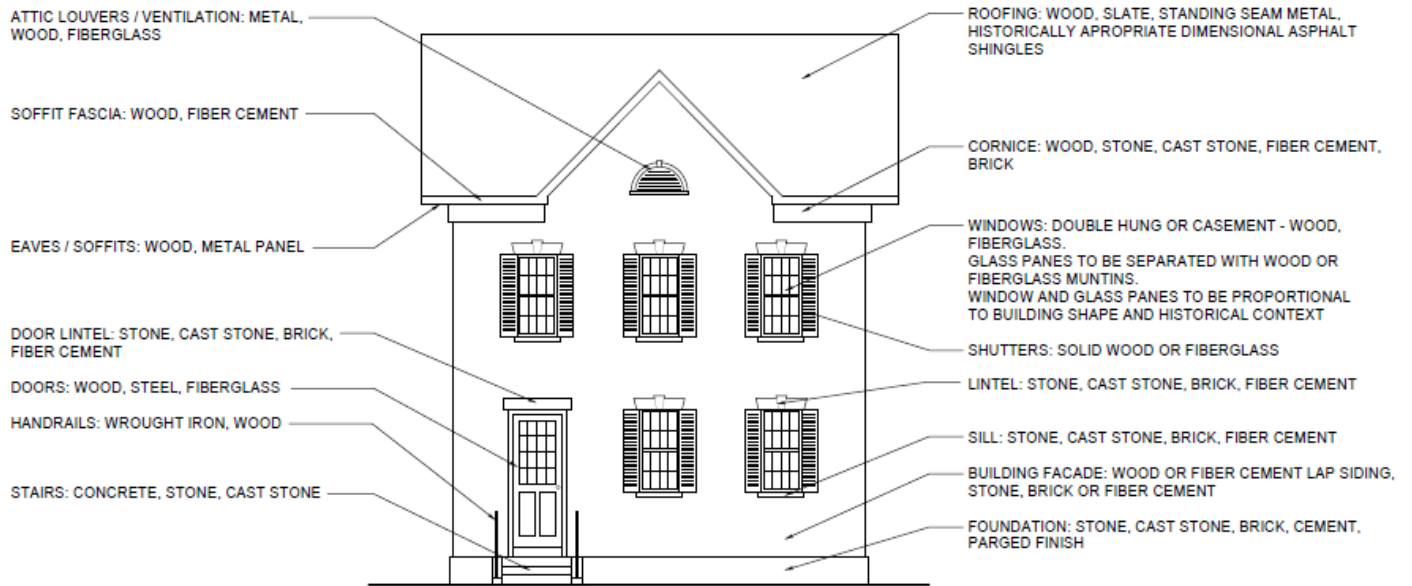 ATTIC LOUVERS / VENTILATION: METAL,
WOOD, FIBERGLASS
SOFFIT FASCIA: WOOD, FIBER CEMENT
EAVES / SOFFITS: WOOD, METAL PANEL
DOOR LINTEL: STONE, CAST STONE, BRICK,
FIBER CEMENT
DOORS: WOOD, STEEL, FIBERGLASS
HANDRAILS: WROUGHT IRON, WOOD
STAIRS: CONCRETE, STONE, CAST STONE
ROOFING: WOOD, SLATE, STANDING SEAM METAL,
HISTORICALLY APROPRIATE DIMENSIONAL ASPHALT
SHINGLES
CORNICE: WOOD, STONE, CAST STONE, FIBER CEMENT,
BRICK
WINDOWS: DOUBLE HUNG OR CASEMENT - WOOD,
FIBERGLASS.
GLASS PANES TO BE SEPARATED WITH WOOD OR
FIBERGLASS MUNTINS.
WINDOW AND GLASS PANES TO BE PROPORTIONAL
TO BUILDING SHAPE AND HISTORICAL CONTEXT
SHUTTERS: SOLID WOOD OR FIBERGLASS
LINTEL: STONE, CAST STONE, BRICK, FIBER CEMENT
SILL: STONE, CAST STONE, BRICK, FIBER CEMENT
BUILDING FACADE: WOOD OR FIBER CEMENT LAP SIDING,
STONE, BRICK OR FIBER CEMENT
FOUNDATION: STONE, CAST STONE, BRICK, CEMENT,
PARGED FINISH